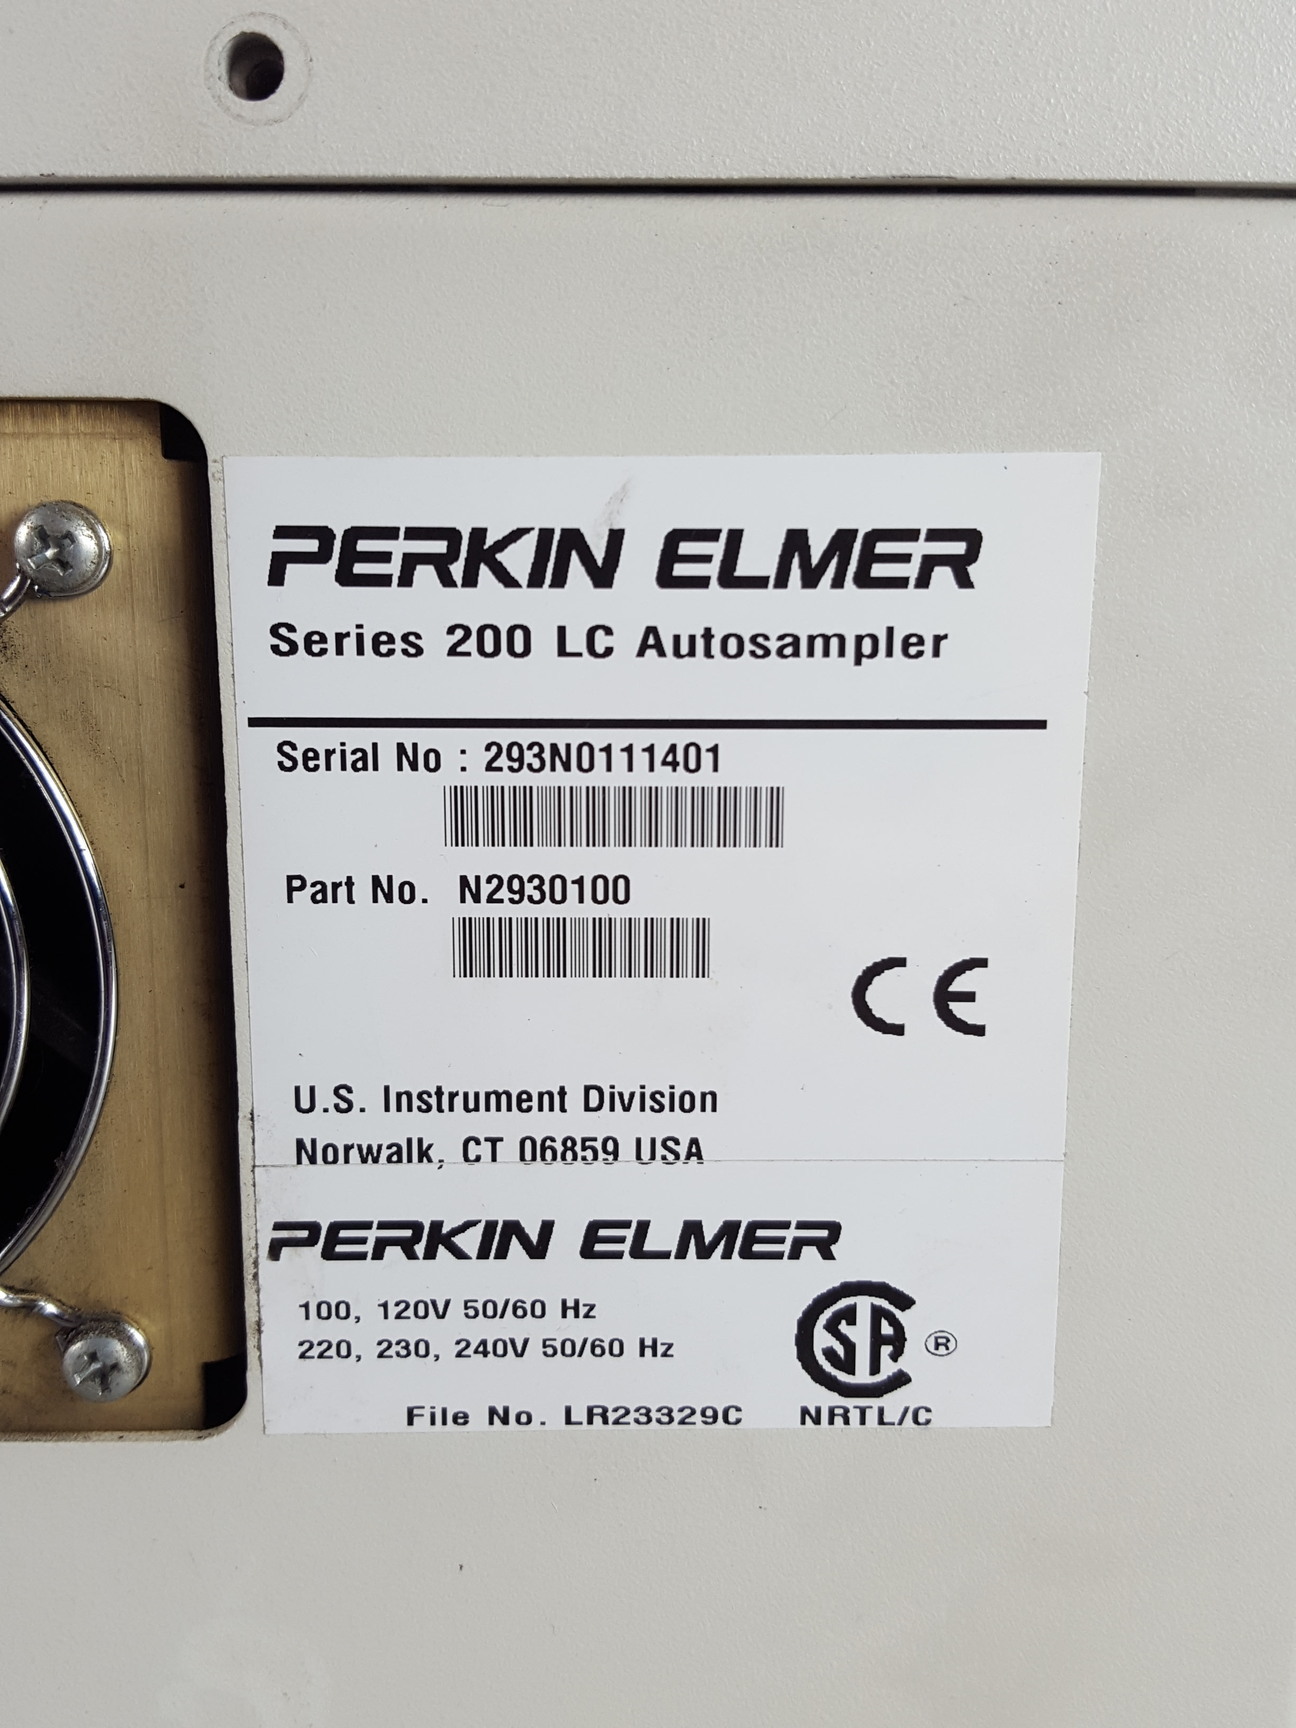 PERKIN ELMER
Series 200 LC Autosampler
Serial No : 293N0111401
Part No. N2930100
CE
U.S. Instrument Division
Norwalk, CT 06859 USA
PERKIN ELMER
100, 120V 50/60 Hz
220, 230, 240V 50/60 Hz
CSA ®
File No. LR23329C NRTL/C